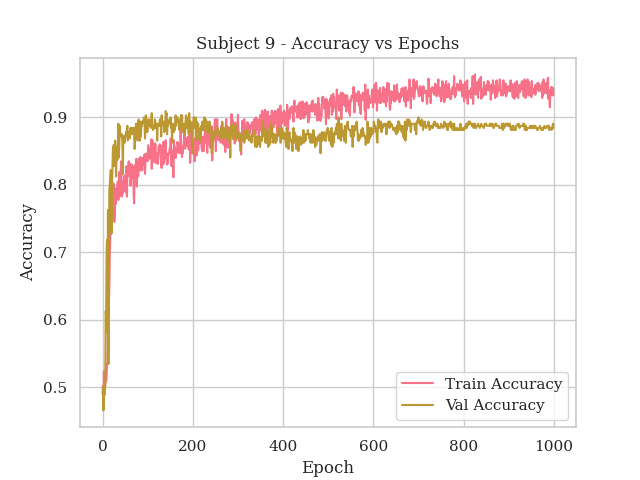 Subject 9 - Accuracy vs Epochs
Accuracy
0.9
0.8
0.7
0.6
0.5
0 200 400 600 800 1000
Epoch
Train Accuracy
Val Accuracy